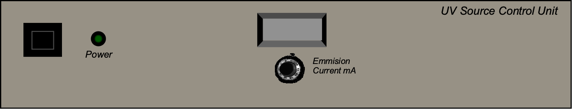 UV Source Control Unit
Power
Emmision
Current mA